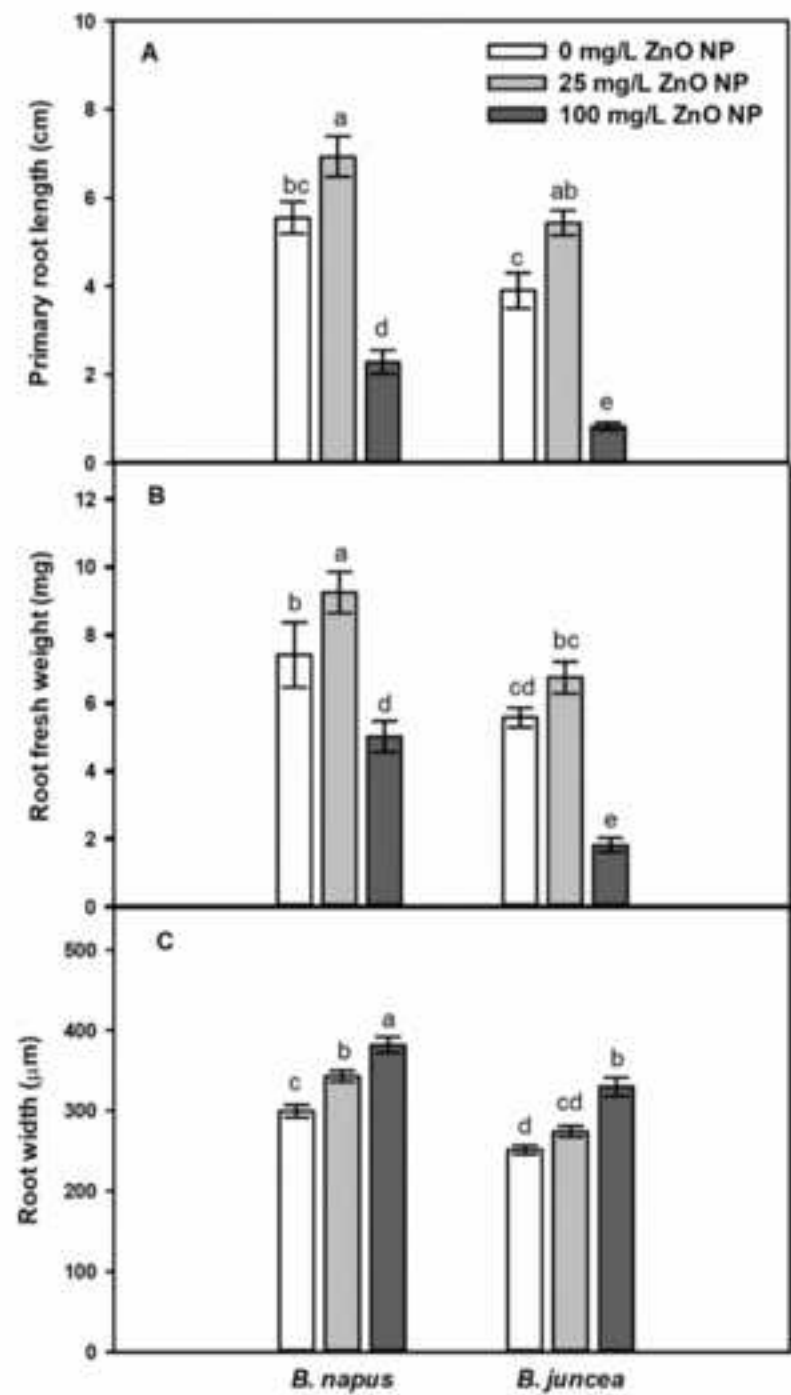 10
A
0 mg/L ZnO NP
25 mg/L ZnO NP
100 mg/L ZnO NP
8
6
4
2
0
Primary root length (cm)
a
bc
ab
c
d
e
B
12
10
8
6
4
2
0
Root fresh weight (mg)
a
b
bc
cd
d
e
C
500
400
300
200
100
0
Root width (μm)
a
b
c
b
cd
d
B. napus B. juncea